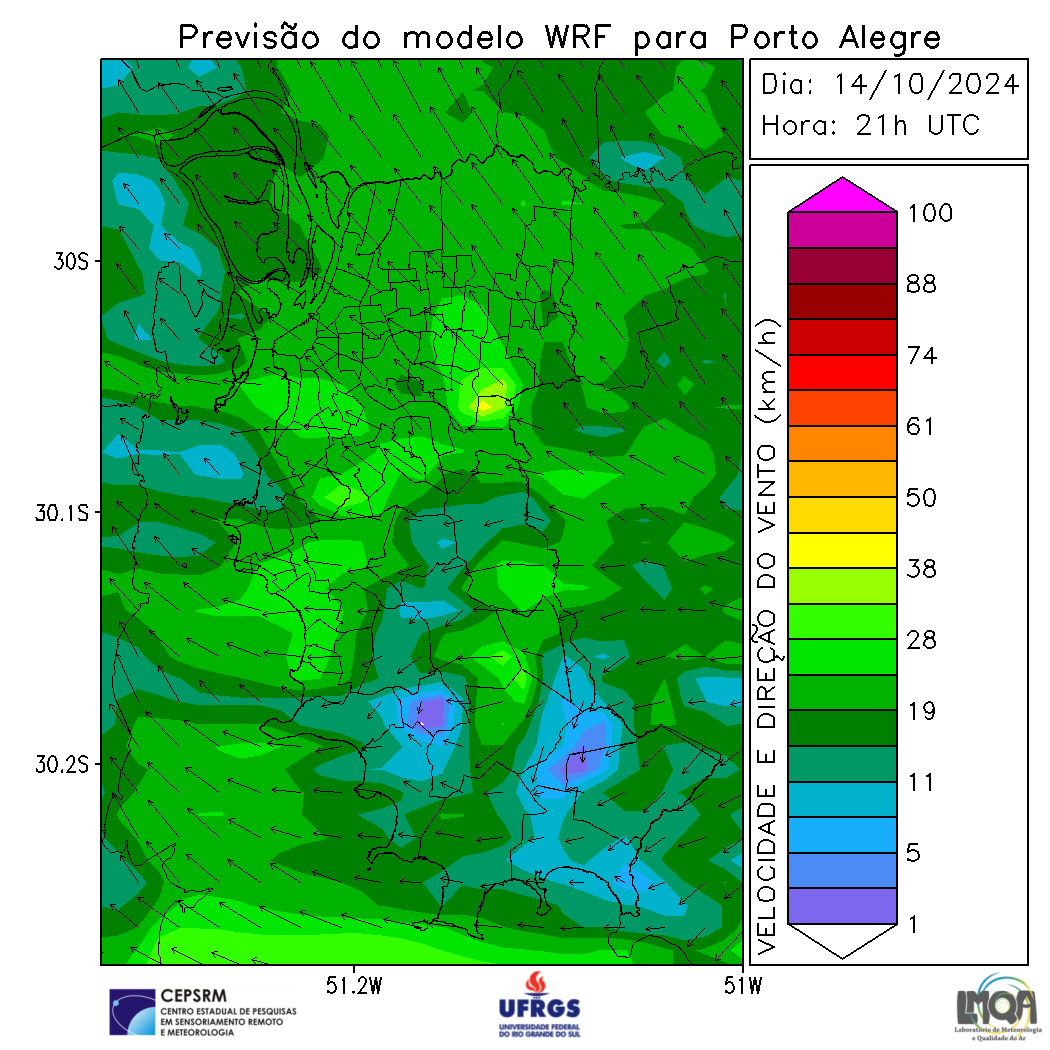 Previsão do modelo WRF para Porto Alegre
Dia: 14/10/2024
Hora: 21h UTC
30S
30.1S
30.2S
51.2W
51W
VELOCIDADE E DIREÇÃO DO VENTO (km/h)
100
88
74
61
50
38
28
19
11
5
1
CEPSRM
CENTRO ESTADUAL DE PESQUISAS
EM SENSORIAMENTO REMOTO
E METEOROLOGIA
UFRGS
UNIVERSIDADE FEDERAL
DO RIO GRANDE DO SUL
LMQA
Laboratório de Meteorologia
e Qualidade do Ar